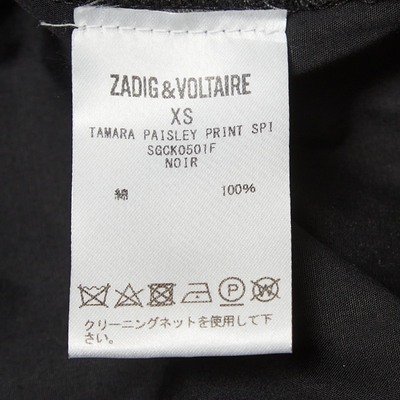 ZADIG&VOLTAIRE
XS
TAMARA PAISLEY PRINT SPI
SGCK0501F
NOIR
綿 100%
P W
クリーニングネットを使用して下
さい。